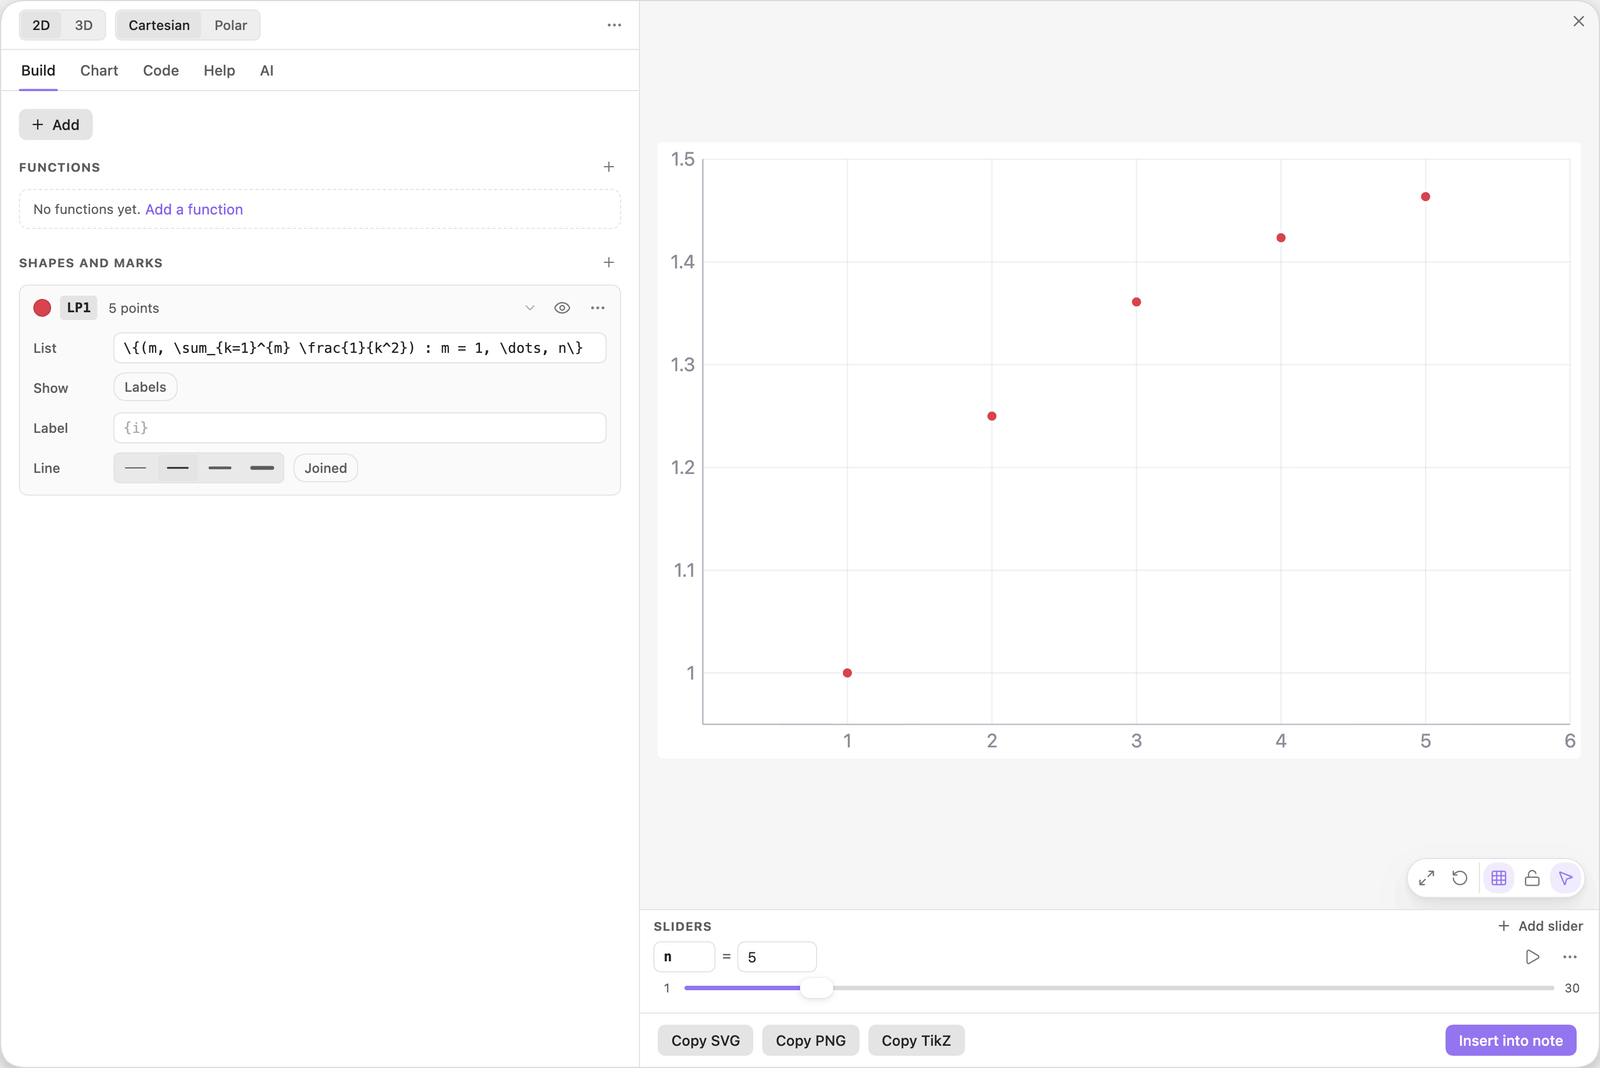 2D 3D Cartesian Polar
Build Chart Code Help AI
+ Add
FUNCTIONS
No functions yet. Add a function
SHAPES AND MARKS
LP1 5 points
List \{(m, \sum_{k=1}^{m} \frac{1}{k^2}) : m = 1, \dots, n\}
Show Labels
Label {i}
Line Joined
1.5
1.4
1.3
1.2
1.1
1
1 2 3 4 5 6
SLIDERS + Add slider
n = 5
1 30
Copy SVG Copy PNG Copy TikZ Insert into note